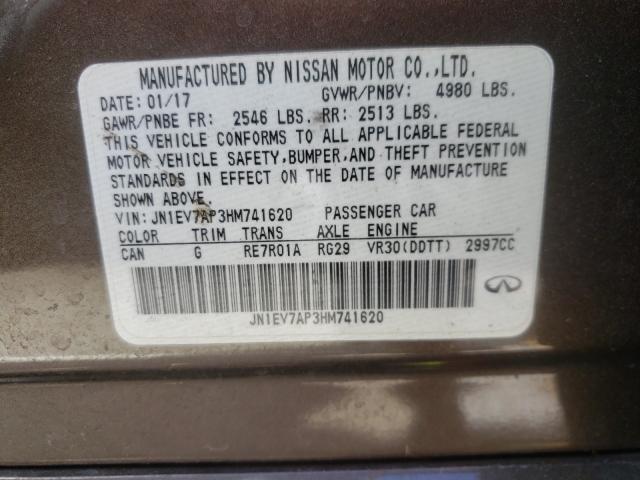 MANUFACTURED BY NISSAN MOTOR CO.,LTD.
DATE: 01/17 GVWR/PNBV: 4980 LBS.
GAWR/PNBE FR: 2546 LBS. RR: 2513 LBS.
THIS VEHICLE CONFORMS TO ALL APPLICABLE FEDERAL
MOTOR VEHICLE SAFETY,BUMPER,AND THEFT PREVENTION
STANDARDS IN EFFECT ON THE DATE OF MANUFACTURE
SHOWN ABOVE.
VIN: JN1EV7AP3HM741620 PASSENGER CAR
COLOR TRIM TRANS AXLE ENGINE
CAN G RE7R01A RG29 VR30(DDTT) 2997CC
JN1EV7AP3HM741620